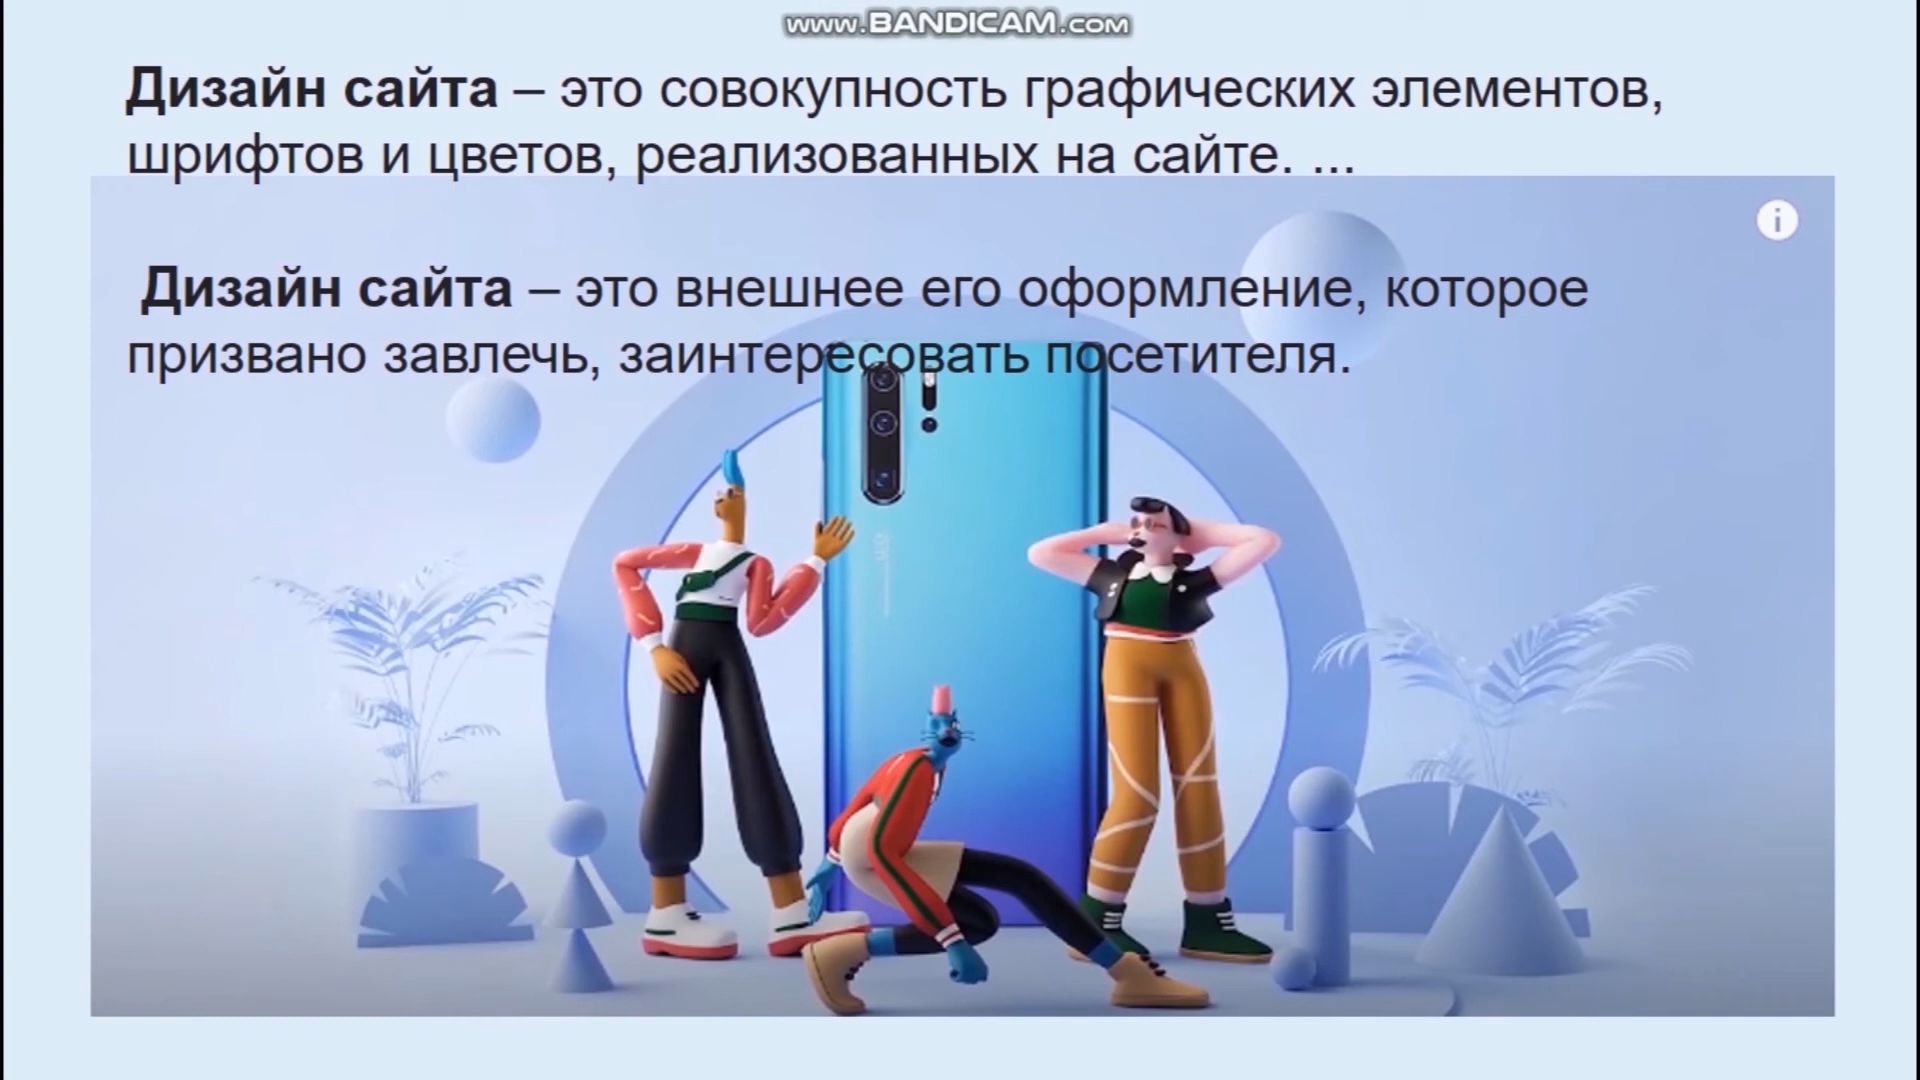 www.BANDICAM.com
Дизайн сайта – это совокупность графических элементов,
шрифтов и цветов, реализованных на сайте. ...
i
Дизайн сайта – это внешнее его оформление, которое
призвано завлечь, заинтересовать посетителя.